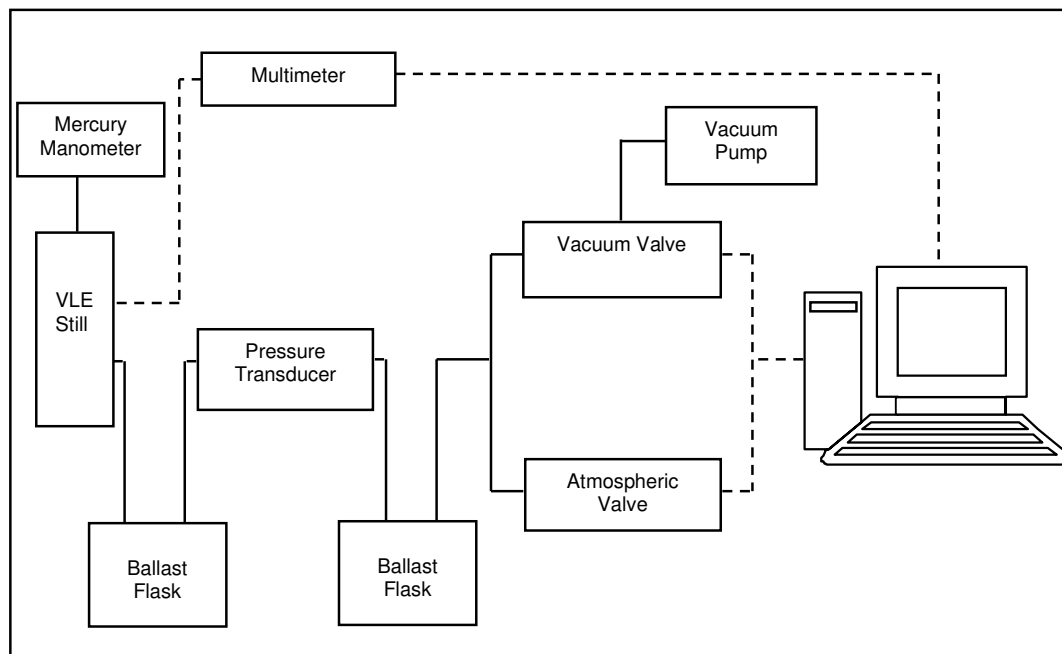 Multimeter
Mercury
Manometer
Vacuum
Pump
Vacuum Valve
VLE
Still
Pressure
Transducer
Atmospheric
Valve
Ballast
Flask
Ballast
Flask